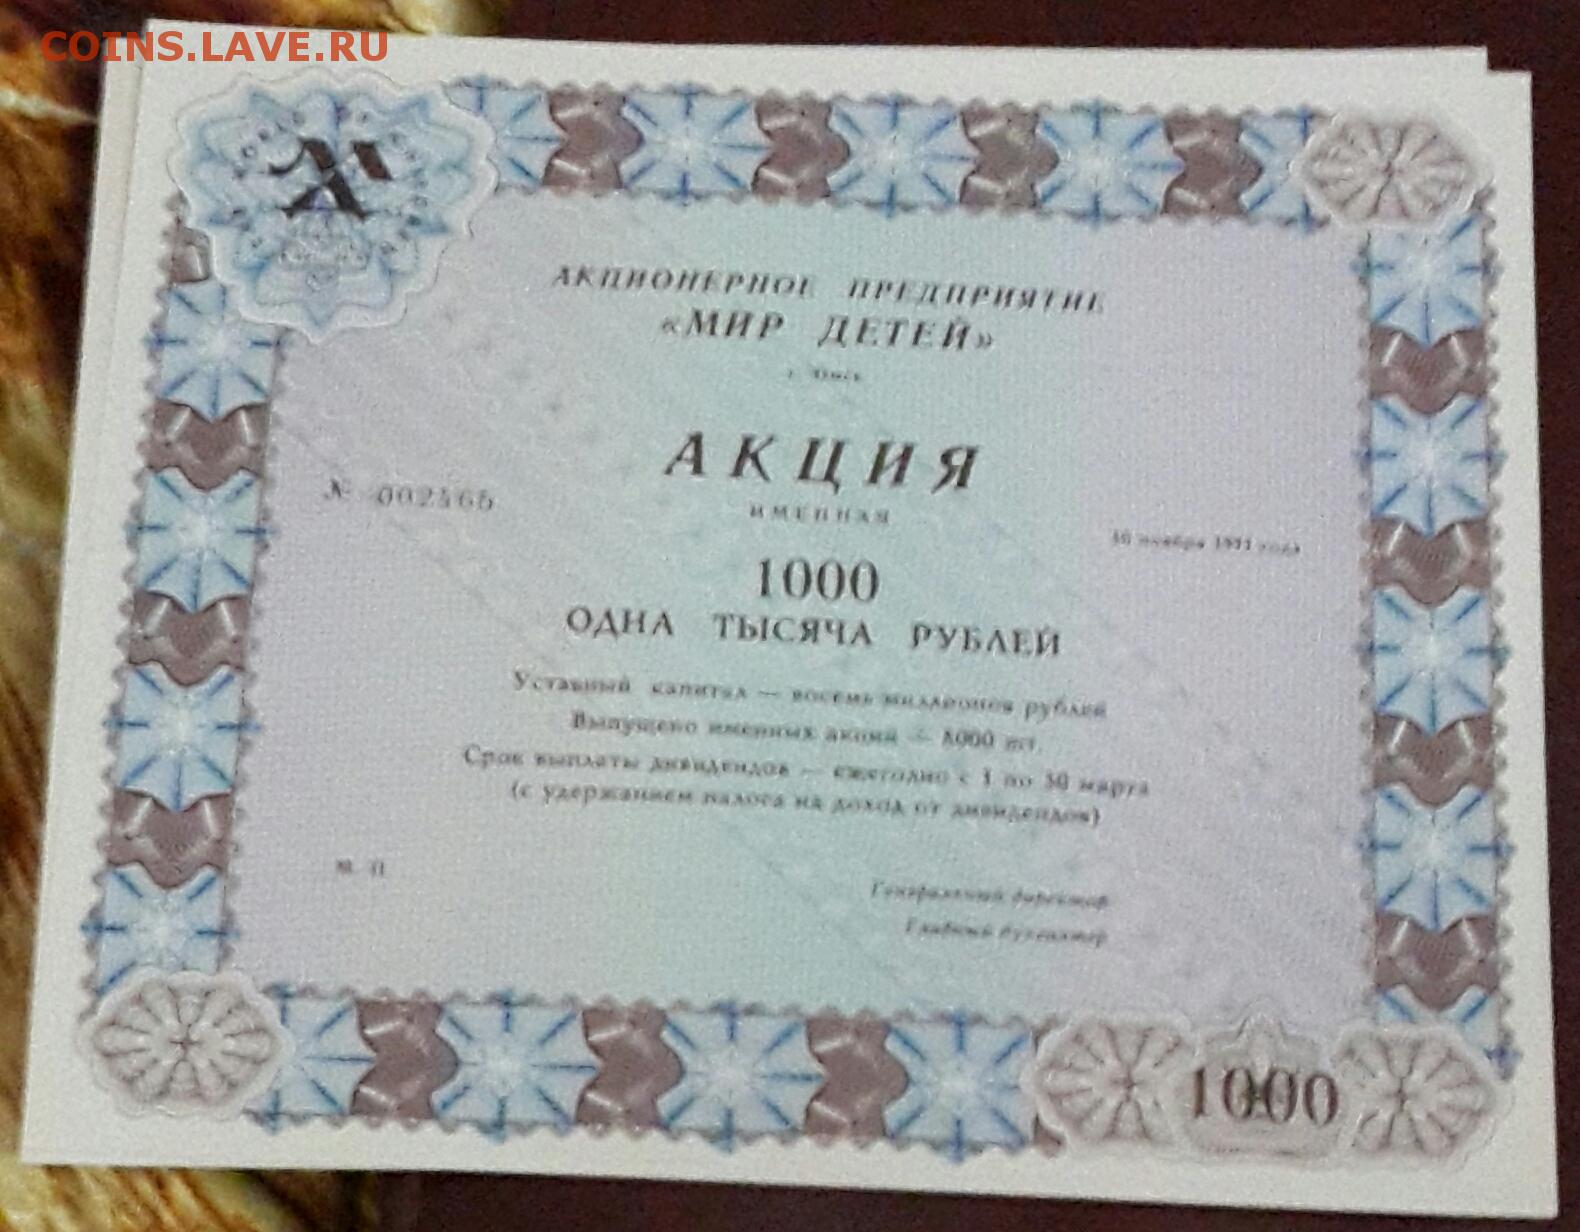 COINS.LAVE.RU
АКЦИОНЕРНОЕ ПРЕДПРИЯТИЕ
«МИР ДЕТЕЙ»
г.
АКЦИЯ
№
ИМЕННАЯ
ноября года
1000
ОДНА ТЫСЯЧА РУБЛЕЙ
Уставный капитал — восемь миллионов рублей
Выпущено именных акций — 8000 шт.
Срок выплаты дивидендов — ежегодно с 1 по 30 марта
(с удержанием налога на доход от дивидендов)
М. П.
Генеральный директор
Главный бухгалтер
1000